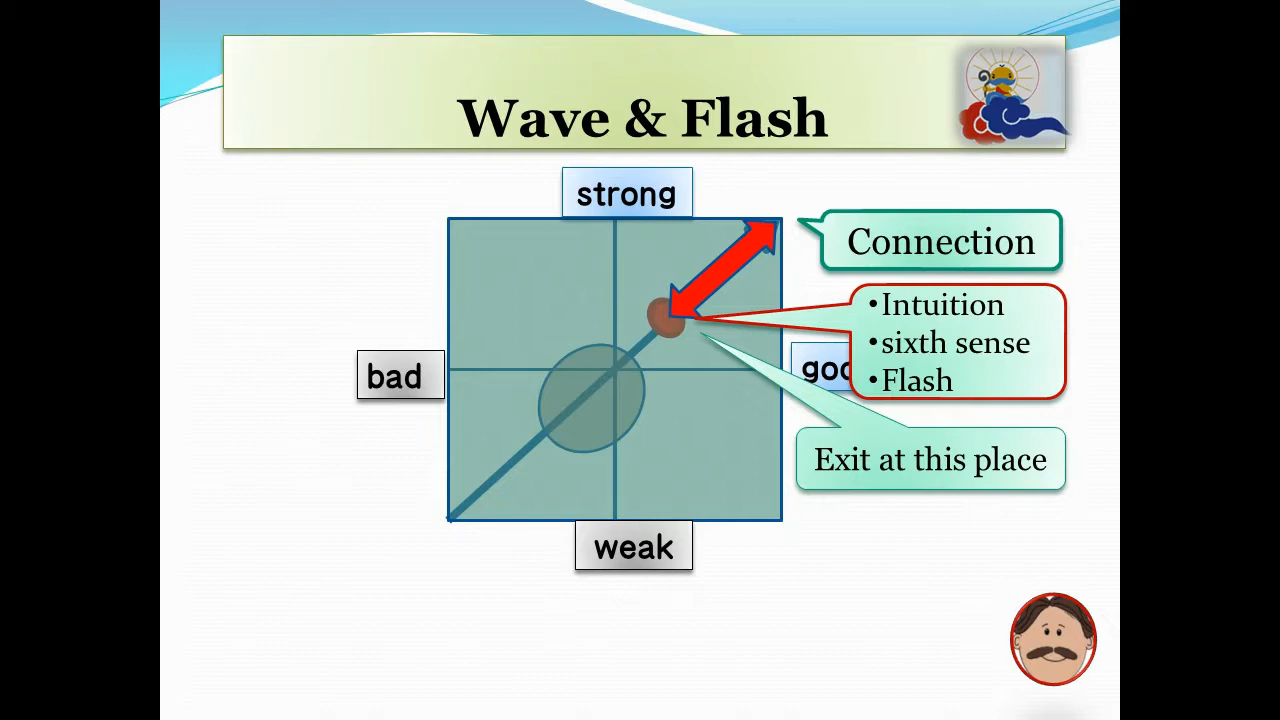 Wave & Flash
strong
Connection
•Intuition
•sixth sense
•Flash
bad
Exit at this place
weak